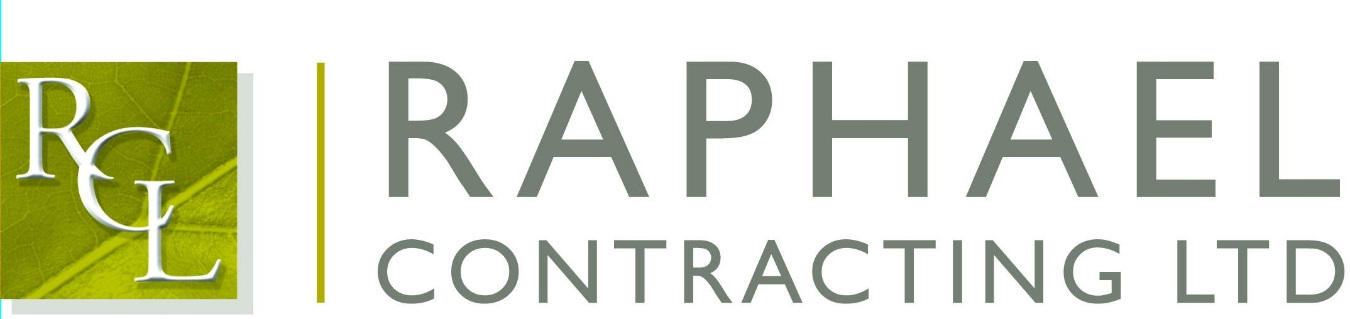 RCL
RAPHAEL
CONTRACTING LTD